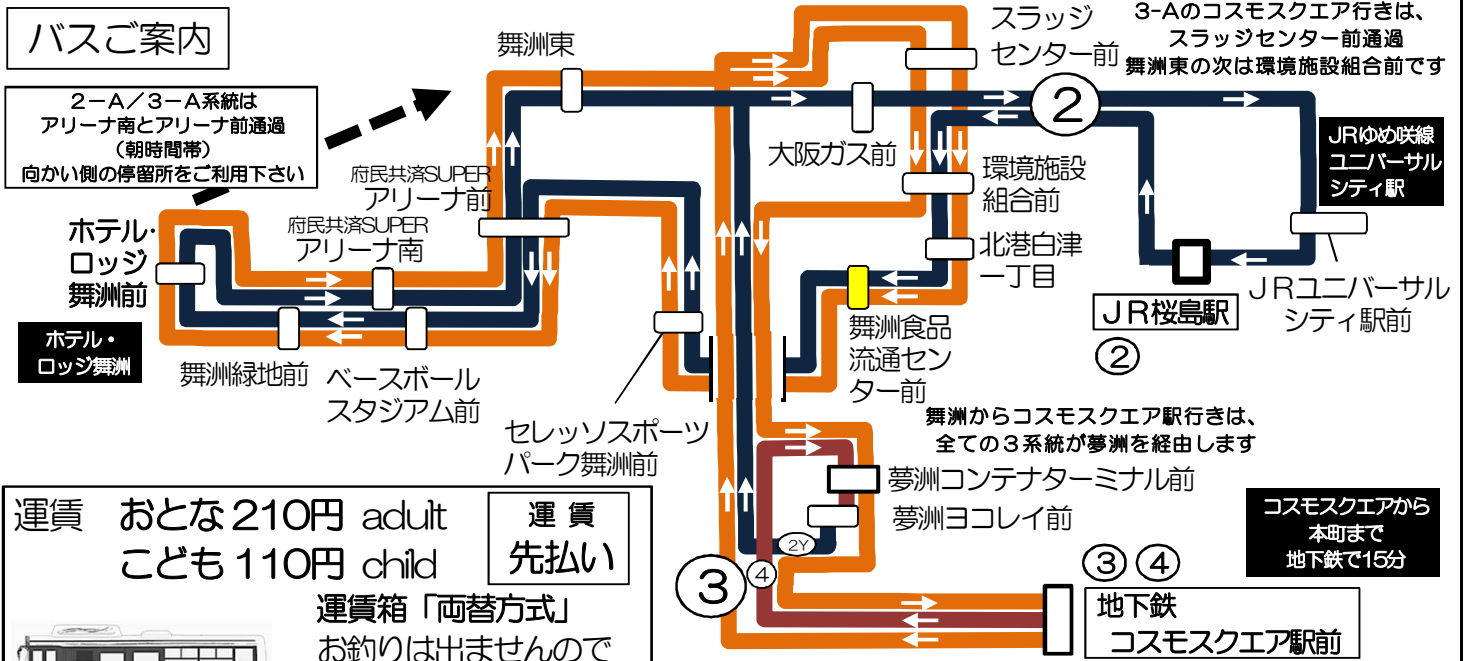 バスご案内
2－A／3－A系統は
アリーナ南とアリーナ前通過
(朝時間帯)
向かい側の停留所をご利用下さい
舞洲東
スラッジ
センター前
3-Aのコスモスクエア行きは、
スラッジセンター前通過
舞洲東の次は環境施設組合前です
②
大阪ガス前
JRゆめ咲線
ユニバーサル
シティ駅
府民共済SUPER
アリーナ前
環境施設
組合前
府民共済SUPER
アリーナ南
ホテル・
ロッジ
舞洲前
北港白津
一丁目
JR桜島駅
②
JRユニバーサル
シティ駅前
ホテル・
ロッジ舞洲
舞洲緑地前
ベースボール
スタジアム前
舞洲食品
流通セン
ター前
セレッソスポーツ
パーク舞洲前
舞洲からコスモスクエア駅行きは、
全ての3系統が夢洲を経由します
夢洲コンテナターミナル前
夢洲ヨコレイ前
2Y
③
④
コスモスクエアから
本町まで
地下鉄で15分
③ ④
地下鉄
コスモスクエア駅前
運賃 おとな210円 adult
こども110円 child
運賃
先払い
運賃箱「両替方式」
お釣りは出ませんので